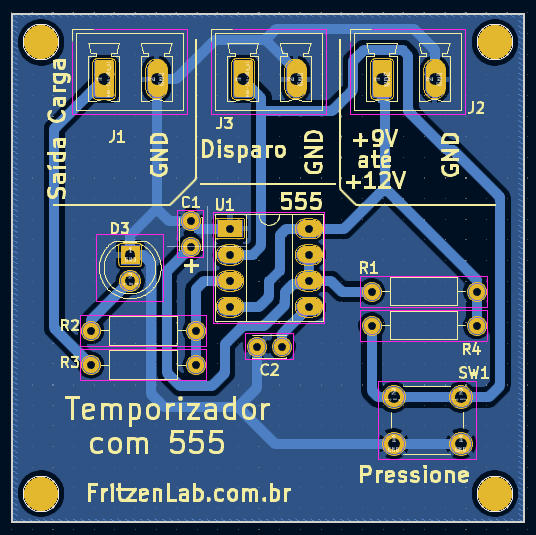 Saída Carga
J1
GND
J3
Disparo
GND
J2
+9V
até
+12V
GND
C1
+
U1
555
D3
R1
R2
R3
R4
C2
SW1
Temporizador
com 555
Pressione
FritzenLab.com.br